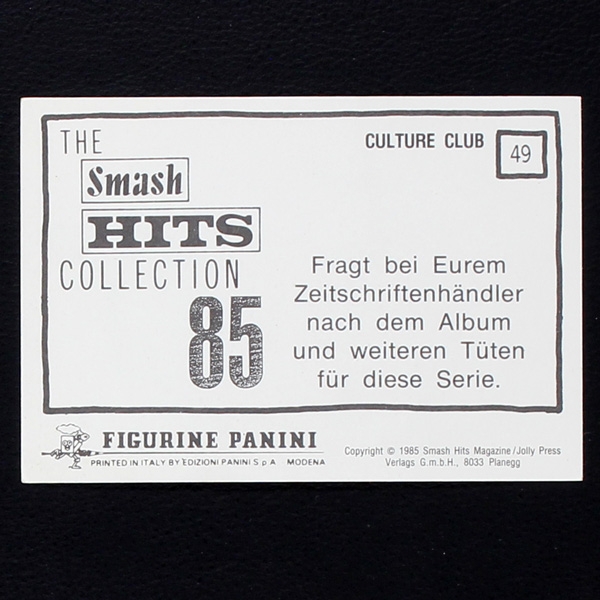 THE
Smash
HITS
COLLECTION
85
CULTURE CLUB
49
Fragt bei Eurem
Zeitschriftenhändler
nach dem Album
und weiteren Tüten
für diese Serie.
FIGURINE PANINI
PRINTED IN ITALY BY EDIZIONI PANINI S.p.A. MODENA
Copyright © 1985 Smash Hits Magazine/Jolly Press
Verlags G.m.b.H., 8033 Planegg